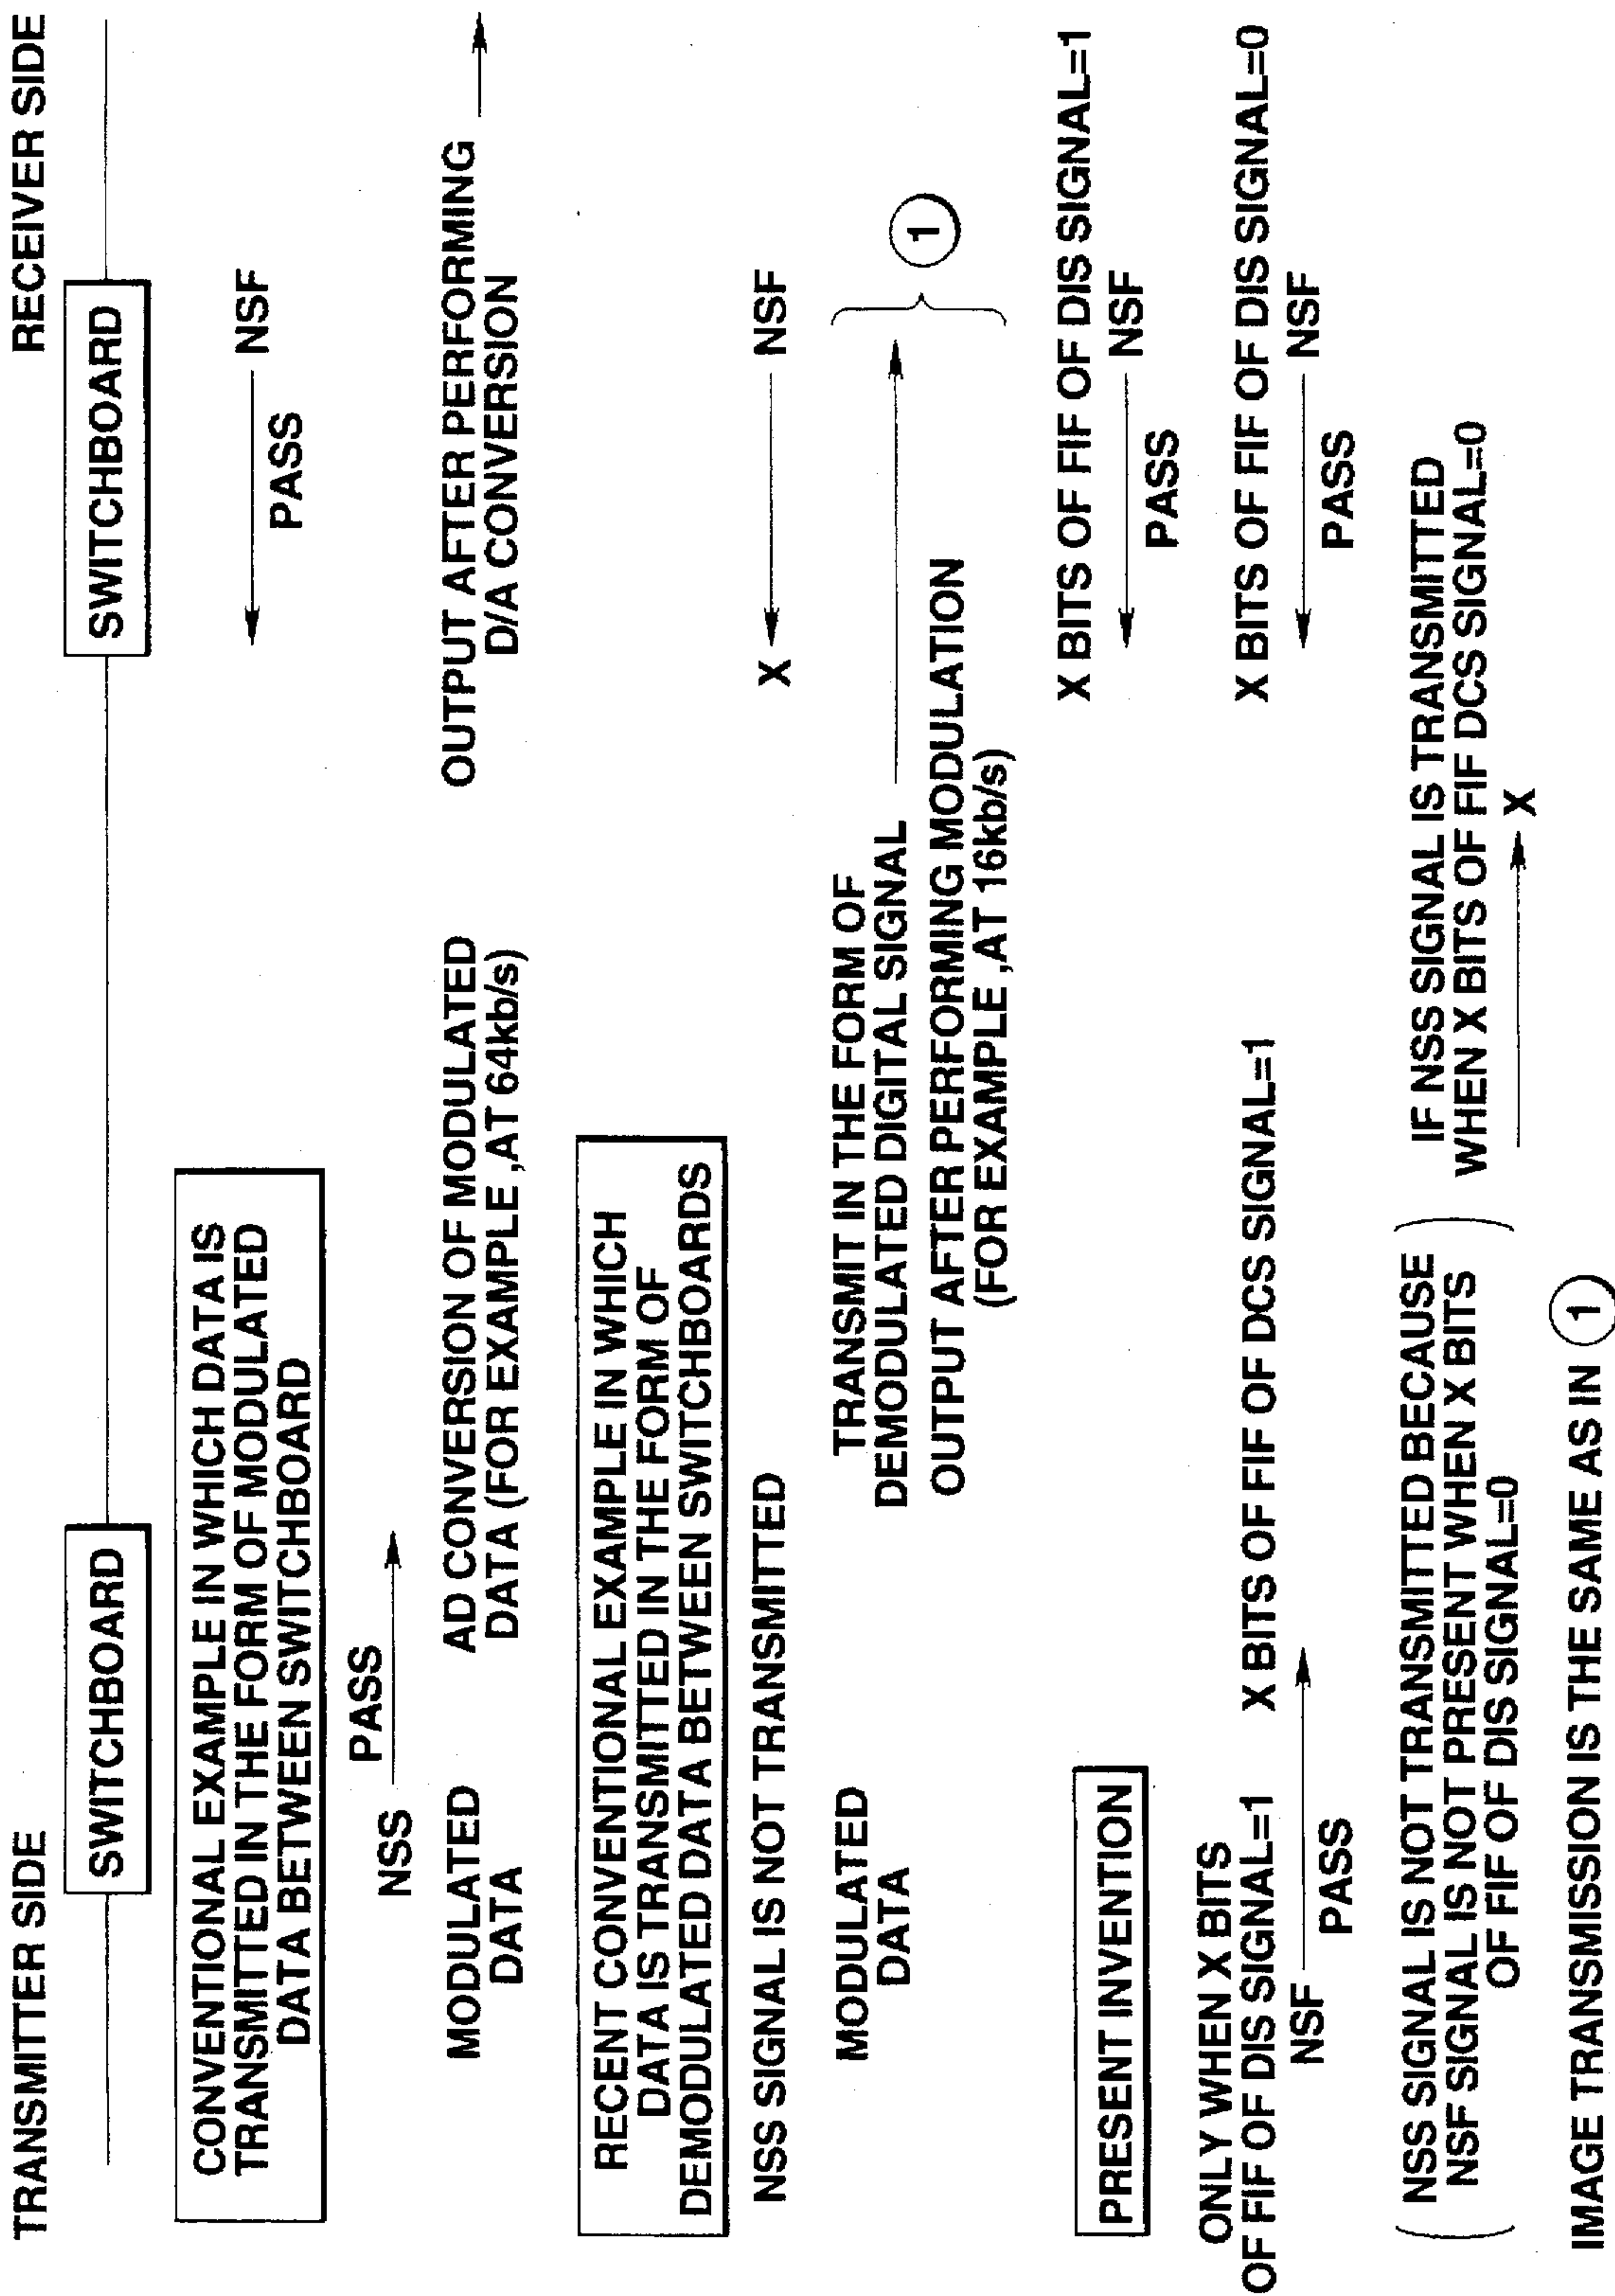 TRANSMITTER SIDE
RECEIVER SIDE
SWITCHBOARD
SWITCHBOARD
CONVENTIONAL EXAMPLE IN WHICH DATA IS
TRANSMITTED IN THE FORM OF MODULATED
DATA BETWEEN SWITCHBOARD
NSF
PASS
PASS
NSS
MODULATED
DATA
AD CONVERSION OF MODULATED
DATA (FOR EXAMPLE ,AT 64kb/s)
OUTPUT AFTER PERFORMING
D/A CONVERSION
RECENT CONVENTIONAL EXAMPLE IN WHICH
DATA IS TRANSMITTED IN THE FORM OF
DEMODULATED DATA BETWEEN SWITCHBOARDS
NSS SIGNAL IS NOT TRANSMITTED
X
NSF
MODULATED
DATA
TRANSMIT IN THE FORM OF
DEMODULATED DIGITAL SIGNAL
OUTPUT AFTER PERFORMING MODULATION
(FOR EXAMPLE ,AT 16kb/s)
1
PRESENT INVENTION
X BITS OF FIF OF DIS SIGNAL=1
NSF
PASS
ONLY WHEN X BITS
OF FIF OF DIS SIGNAL=1
NSF
PASS
X BITS OF FIF OF DCS SIGNAL=1
X BITS OF FIF OF DIS SIGNAL=0
NSF
PASS
(NSS SIGNAL IS NOT TRANSMITTED BECAUSE
NSF SIGNAL IS NOT PRESENT WHEN X BITS
OF FIF OF DIS SIGNAL=0)
IF NSS SIGNAL IS TRANSMITTED
WHEN X BITS OF FIF DCS SIGNAL=0
X
IMAGE TRANSMISSION IS THE SAME AS IN 1